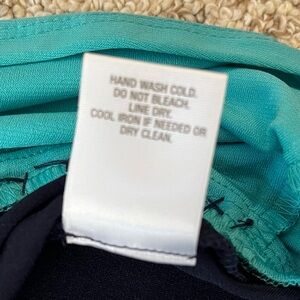 HAND WASH COLD.
DO NOT BLEACH.
LINE DRY.
COOL IRON IF NEEDED OR
DRY CLEAN.